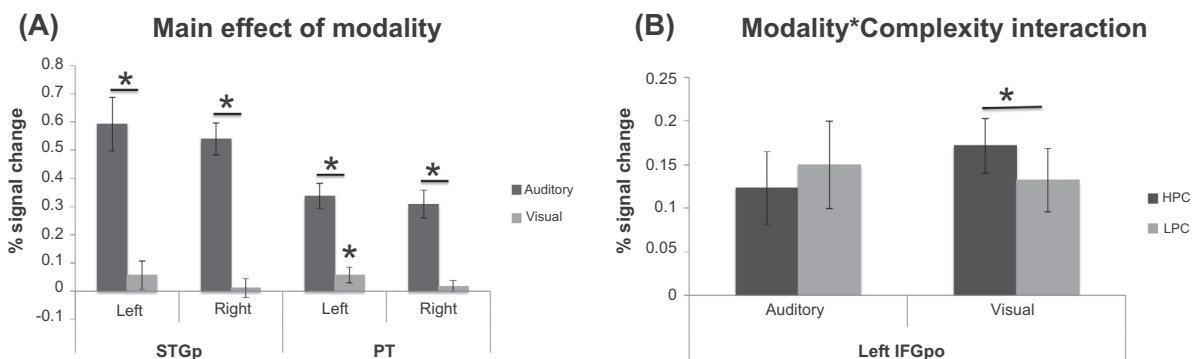 (A) Main effect of modality
% signal change
0.8
0.7
0.6
0.5
0.4
0.3
0.2
0.1
0
-0.1
*
*
*
*
*
Left Right Left Right
STGp PT
Auditory
Visual
(B) Modality*Complexity interaction
% signal change
0.25
0.2
0.15
0.1
0.05
0
*
Auditory Visual
Left IFGpo
HPC
LPC